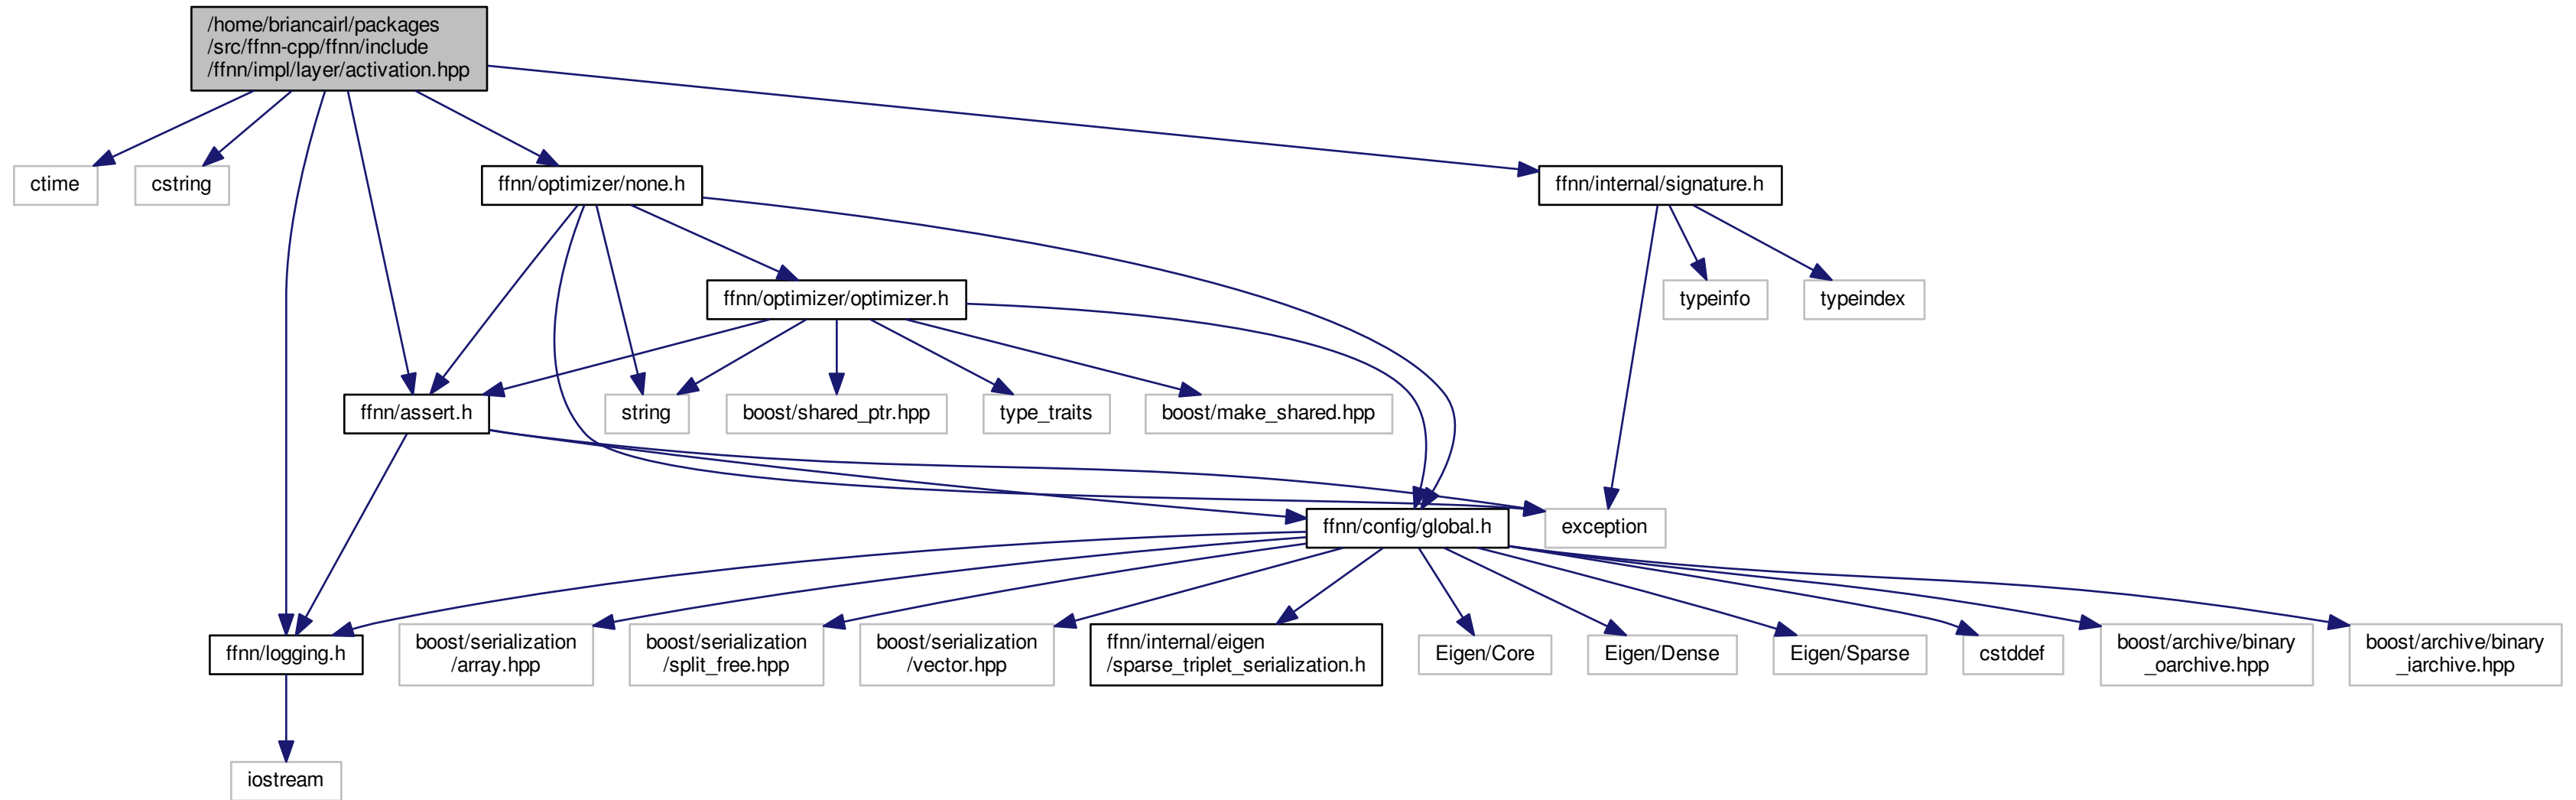 /home/briancairl/packages
/src/ffnn-cpp/ffnn/include
/ffnn/impl/layer/activation.hpp
ctime
cstring
ffnn/optimizer/none.h
ffnn/internal/signature.h
ffnn/optimizer/optimizer.h
typeinfo
typeindex
ffnn/assert.h
string
boost/shared_ptr.hpp
type_traits
boost/make_shared.hpp
ffnn/config/global.h
exception
ffnn/logging.h
boost/serialization
/array.hpp
boost/serialization
/split_free.hpp
boost/serialization
/vector.hpp
ffnn/internal/eigen
/sparse_triplet_serialization.h
Eigen/Core
Eigen/Dense
Eigen/Sparse
cstddef
boost/archive/binary
_oarchive.hpp
boost/archive/binary
_iarchive.hpp
iostream